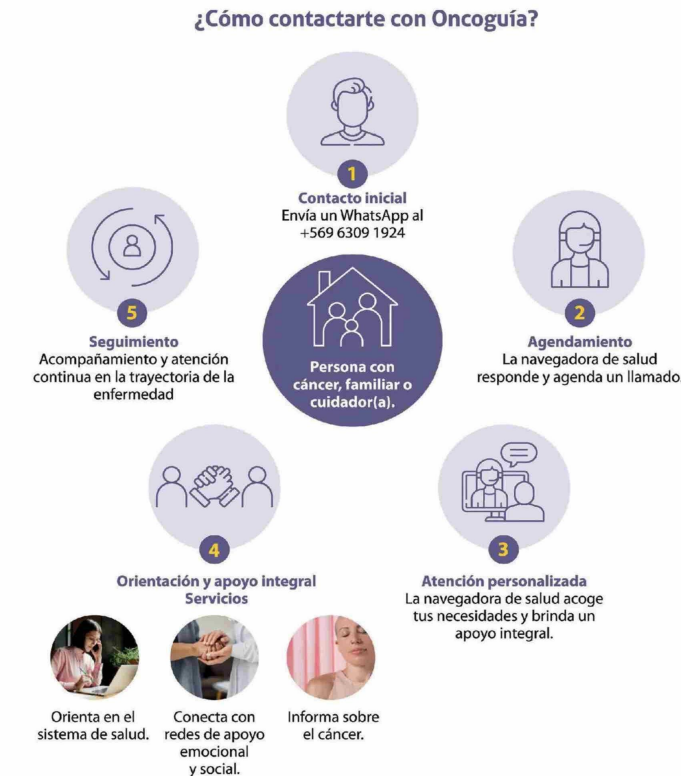 ¿Cómo contactarte con Oncoguía?
1
Contacto inicial
Envía un WhatsApp al
+569 6309 1924
2
Agendamiento
La navegadora de salud
responde y agenda un llamado.
3
Atención personalizada
La navegadora de salud acoge
tus necesidades y brinda un
apoyo integral.
4
Orientación y apoyo integral
Servicios
Orienta en el
sistema de salud.
Conecta con
redes de apoyo
emocional
y social.
Informa sobre
el cáncer.
5
Seguimiento
Acompañamiento y atención
continua en la trayectoria de la
enfermedad
Persona con
cáncer, familiar o
cuidador(a).